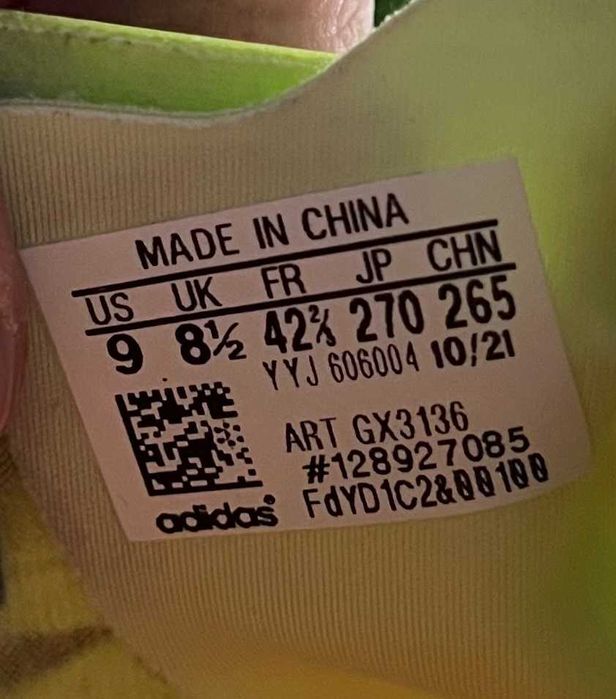 MADE IN CHINA
US UK FR JP CHN
9 8½ 42⅔ 270 265
YYJ 606004 10/21
ART GX3136
#128927085
FdYD1C2&00100
adidas®